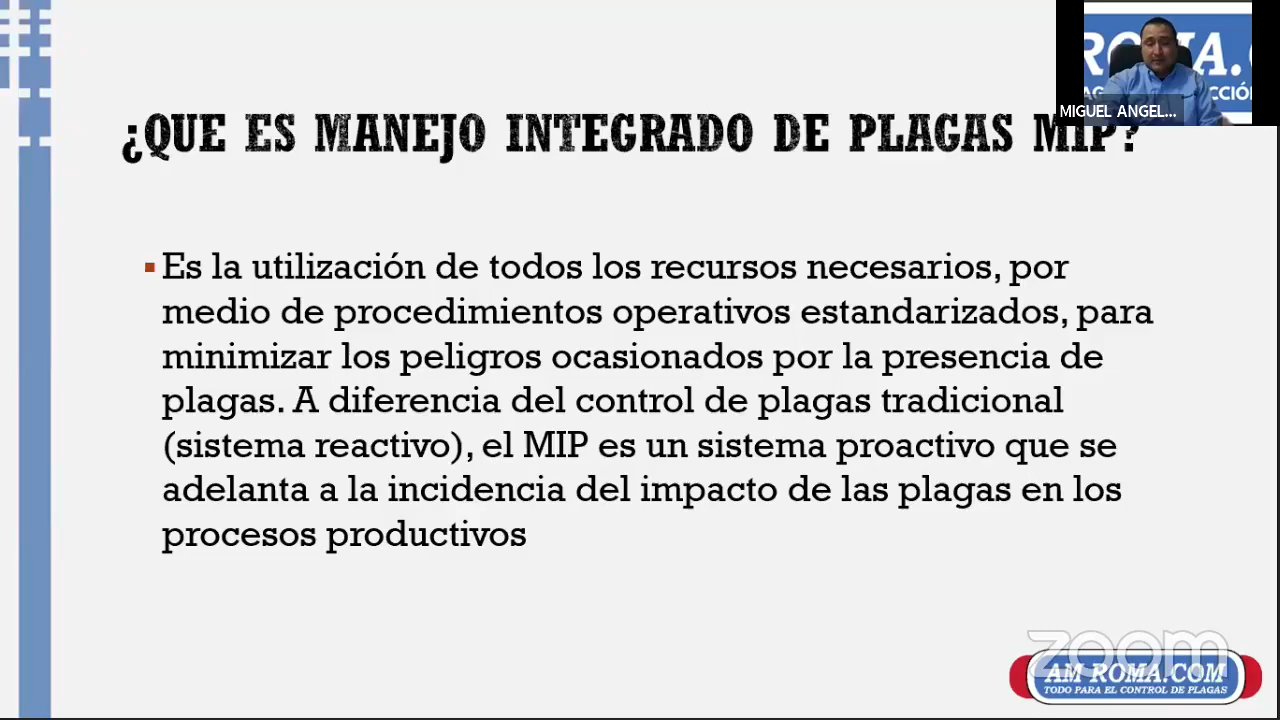 ROMA.
CCIÓN
MIGUEL ANGEL...
¿QUE ES MANEJO INTEGRADO DE PLAGAS MIP?
▪Es la utilización de todos los recursos necesarios, por
medio de procedimientos operativos estandarizados, para
minimizar los peligros ocasionados por la presencia de
plagas. A diferencia del control de plagas tradicional
(sistema reactivo), el MIP es un sistema proactivo que se
adelanta a la incidencia del impacto de las plagas en los
procesos productivos
zoom
AM ROMA.COM
TODO PARA EL CONTROL DE PLAGAS